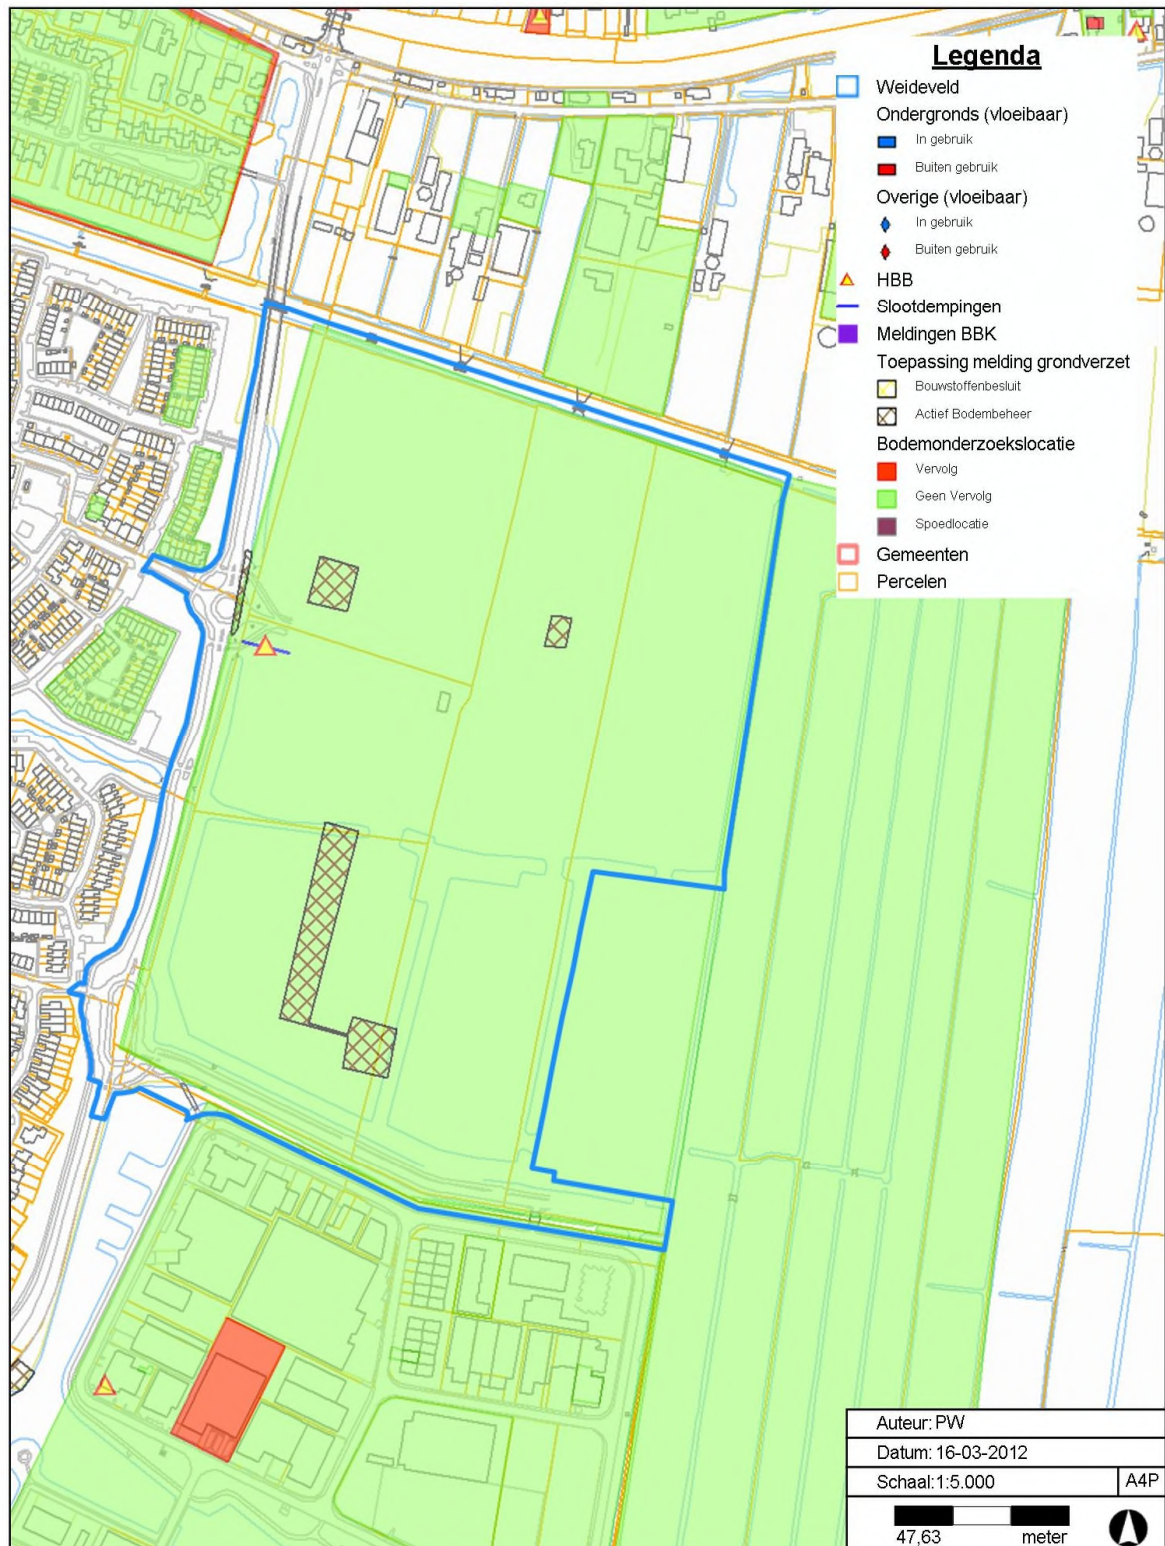 Legenda
Weideveld
Ondergronds (vloeibaar)
In gebruik
Buiten gebruik
Overige (vloeibaar)
In gebruik
Buiten gebruik
HBB
Slootdempingen
Meldingen BBK
Toepassing melding grondverzet
Bouwstoffenbesluit
Actief Bodembeheer
Bodemonderzoekslocatie
Vervolg
Geen Vervolg
Spoedlocatie
Gemeenten
Percelen
Auteur: PW
Datum: 16-03-2012
Schaal:1:5.000 A4P
47,63 meter